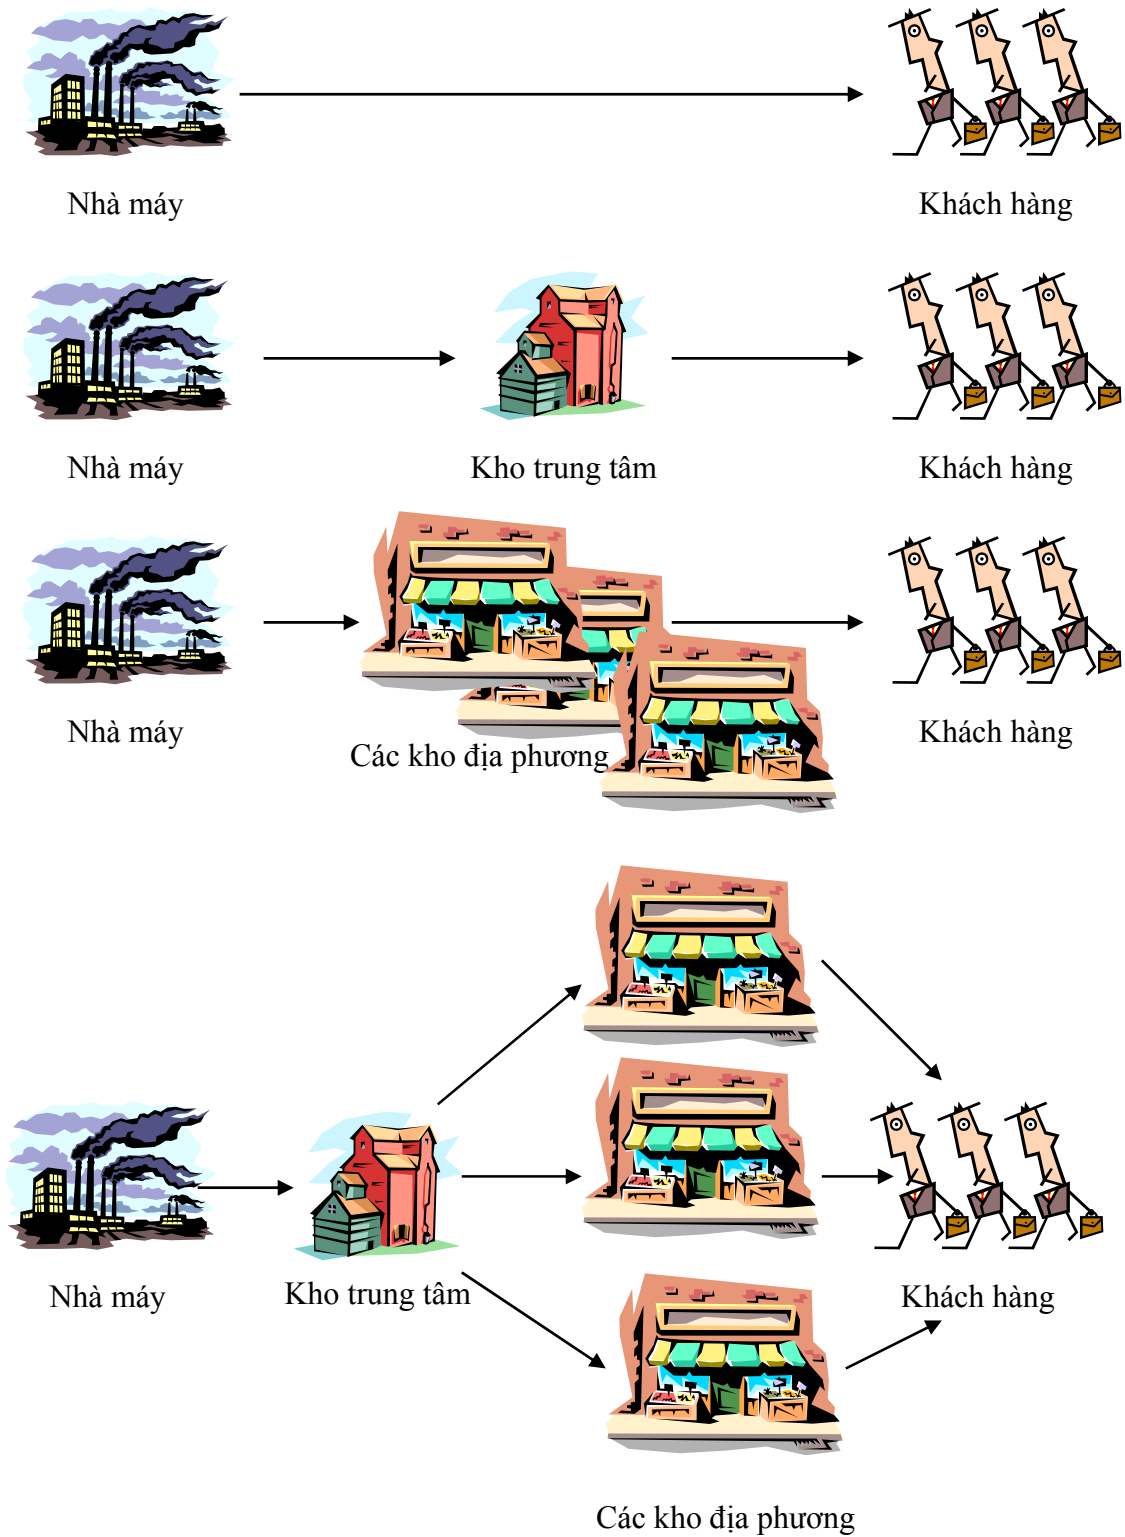 Nhà máy
Khách hàng
Nhà máy
Kho trung tâm
Khách hàng
Nhà máy
Các kho địa phương
Khách hàng
Nhà máy
Kho trung tâm
Khách hàng
Các kho địa phương